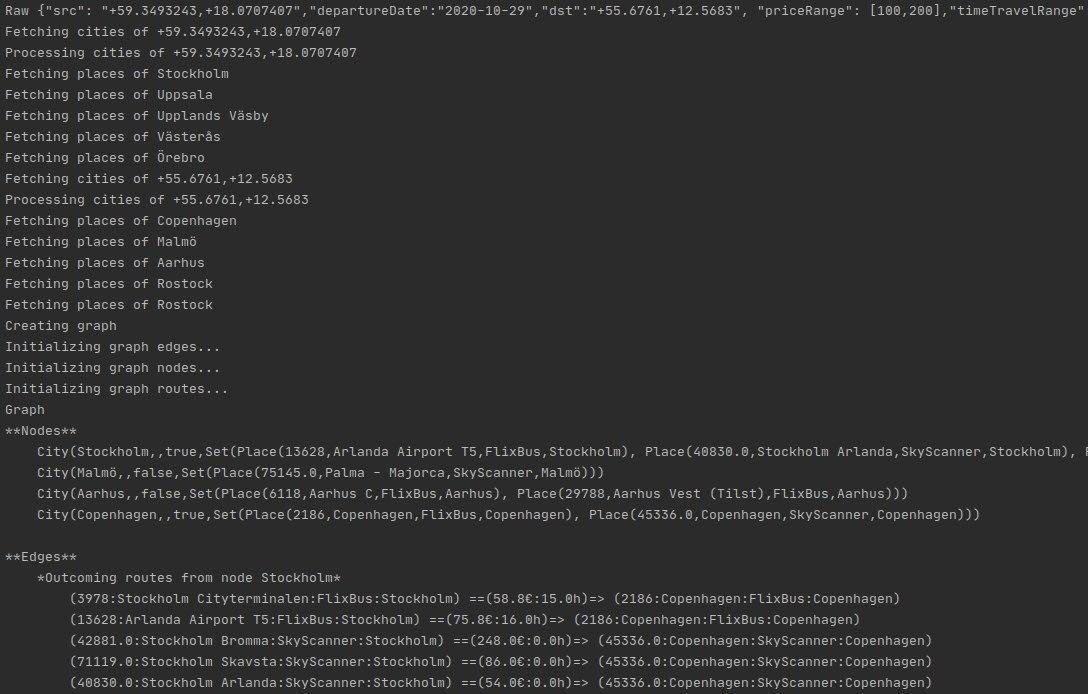 Raw {"src": "+59.3493243,+18.0707407","departureDate":"2020-10-29","dst":"+55.6761,+12.5683", "priceRange": [100,200],"timeTravelRange"
Fetching cities of +59.3493243,+18.0707407
Processing cities of +59.3493243,+18.0707407
Fetching places of Stockholm
Fetching places of Uppsala
Fetching places of Upplands Väsby
Fetching places of Västerås
Fetching places of Örebro
Fetching cities of +55.6761,+12.5683
Processing cities of +55.6761,+12.5683
Fetching places of Copenhagen
Fetching places of Malmö
Fetching places of Aarhus
Fetching places of Rostock
Fetching places of Rostock
Creating graph
Initializing graph edges...
Initializing graph nodes...
Initializing graph routes...
Graph
**Nodes**
City(Stockholm,,true,Set(Place(13628,Arlanda Airport T5,FlixBus,Stockholm), Place(40830.0,Stockholm Arlanda,SkyScanner,Stockholm),
City(Malmö,,false,Set(Place(75145.0,Palma - Majorca,SkyScanner,Malmö)))
City(Aarhus,,false,Set(Place(6118,Aarhus C,FlixBus,Aarhus), Place(29788,Aarhus Vest (Tilst),FlixBus,Aarhus)))
City(Copenhagen,,true,Set(Place(2186,Copenhagen,FlixBus,Copenhagen), Place(45336.0,Copenhagen,SkyScanner,Copenhagen)))
**Edges**
*Outcoming routes from node Stockholm*
(3978:Stockholm Cityterminalen:FlixBus:Stockholm) ==(58.8€:15.0h)=> (2186:Copenhagen:FlixBus:Copenhagen)
(13628:Arlanda Airport T5:FlixBus:Stockholm) ==(75.8€:16.0h)=> (2186:Copenhagen:FlixBus:Copenhagen)
(42881.0:Stockholm Bromma:SkyScanner:Stockholm) ==(248.0€:0.0h)=> (45336.0:Copenhagen:SkyScanner:Copenhagen)
(71119.0:Stockholm Skavsta:SkyScanner:Stockholm) ==(86.0€:0.0h)=> (45336.0:Copenhagen:SkyScanner:Copenhagen)
(40830.0:Stockholm Arlanda:SkyScanner:Stockholm) ==(54.0€:0.0h)=> (45336.0:Copenhagen:SkyScanner:Copenhagen)